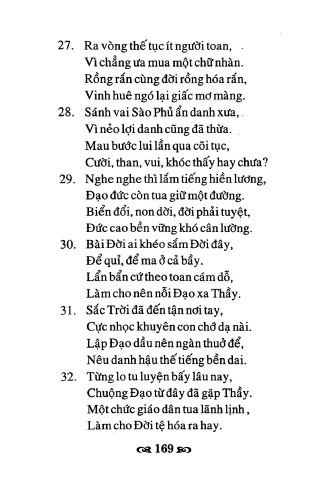 27. Ra vòng thế tục ít người toan,
Vì chẳng ưa mua một chữ nhàn.
Rồng rắn cùng đời rồng hóa rắn,
Vinh huê ngó lại giấc mơ màng.
28. Sánh vai Sào Phủ ẩn danh xưa,
Vì nẻo lợi danh cũng đã thừa.
Mau bước lui lần qua cõi tục,
Cười, than, vui, khóc thấy hay chưa?
29. Nghe nghe thì lắm tiếng hiền lương,
Đạo đức còn tua giữ một đường.
Biển đổi, non dời, đời phải tuyệt,
Đức cao bền vững khó cân lường.
30. Bài Đời ai khéo sắm Đời đây,
Để quỉ, để ma ở cả bầy.
Lẩn bẩn cứ theo toan cám dỗ,
Làm cho nên nỗi Đạo xa Thầy.
31. Sắc Trời đã đến tận nơi tay,
Cực nhọc khuyên con chớ dạ nài.
Lập Đạo dầu nên ngàn thuở để,
Nêu danh hậu thế tiếng bền dai.
32. Từng lo tu luyện bấy lâu nay,
Chuộng Đạo từ đây đã gặp Thầy.
Một chức giáo dân tua lãnh lịnh,
Làm cho Đời tệ hóa ra hay.
169